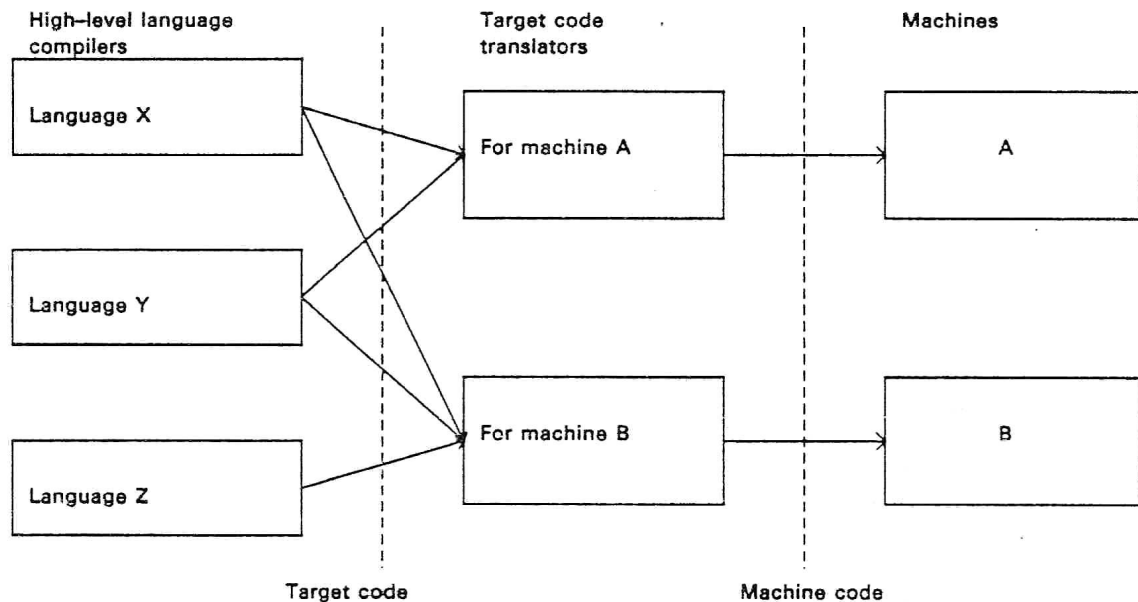 High-level language
compilers
Target code
translators
Machines
Language X
For machine A
A
Language Y
For machine B
B
Language Z
Target code
Machine code